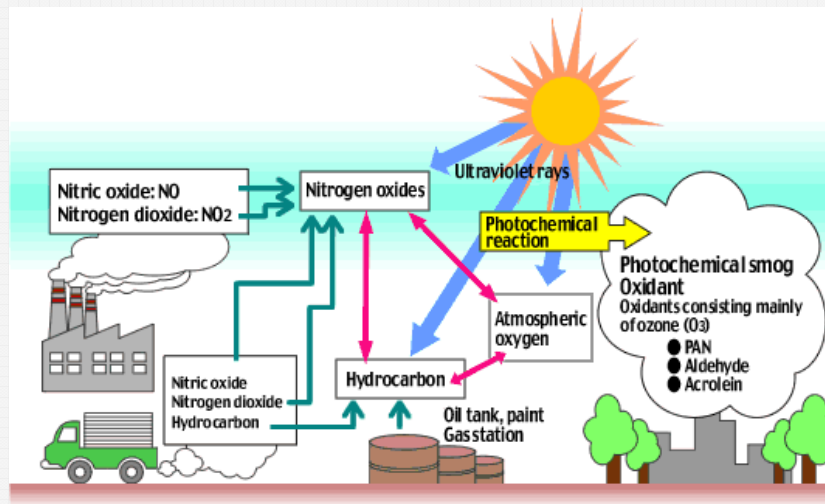 Nitric oxide: NO
Nitrogen dioxide: NO2
Nitrogen oxides
Ultraviolet rays
Photochemical
reaction
Photochemical smog
Oxidant
Oxidants consisting mainly
of ozone (O3)
● PAN
● Aldehyde
● Acrolein
Atmospheric
oxygen
Nitric oxide
Nitrogen dioxide
Hydrocarbon
Hydrocarbon
Oil tank, paint
Gas station